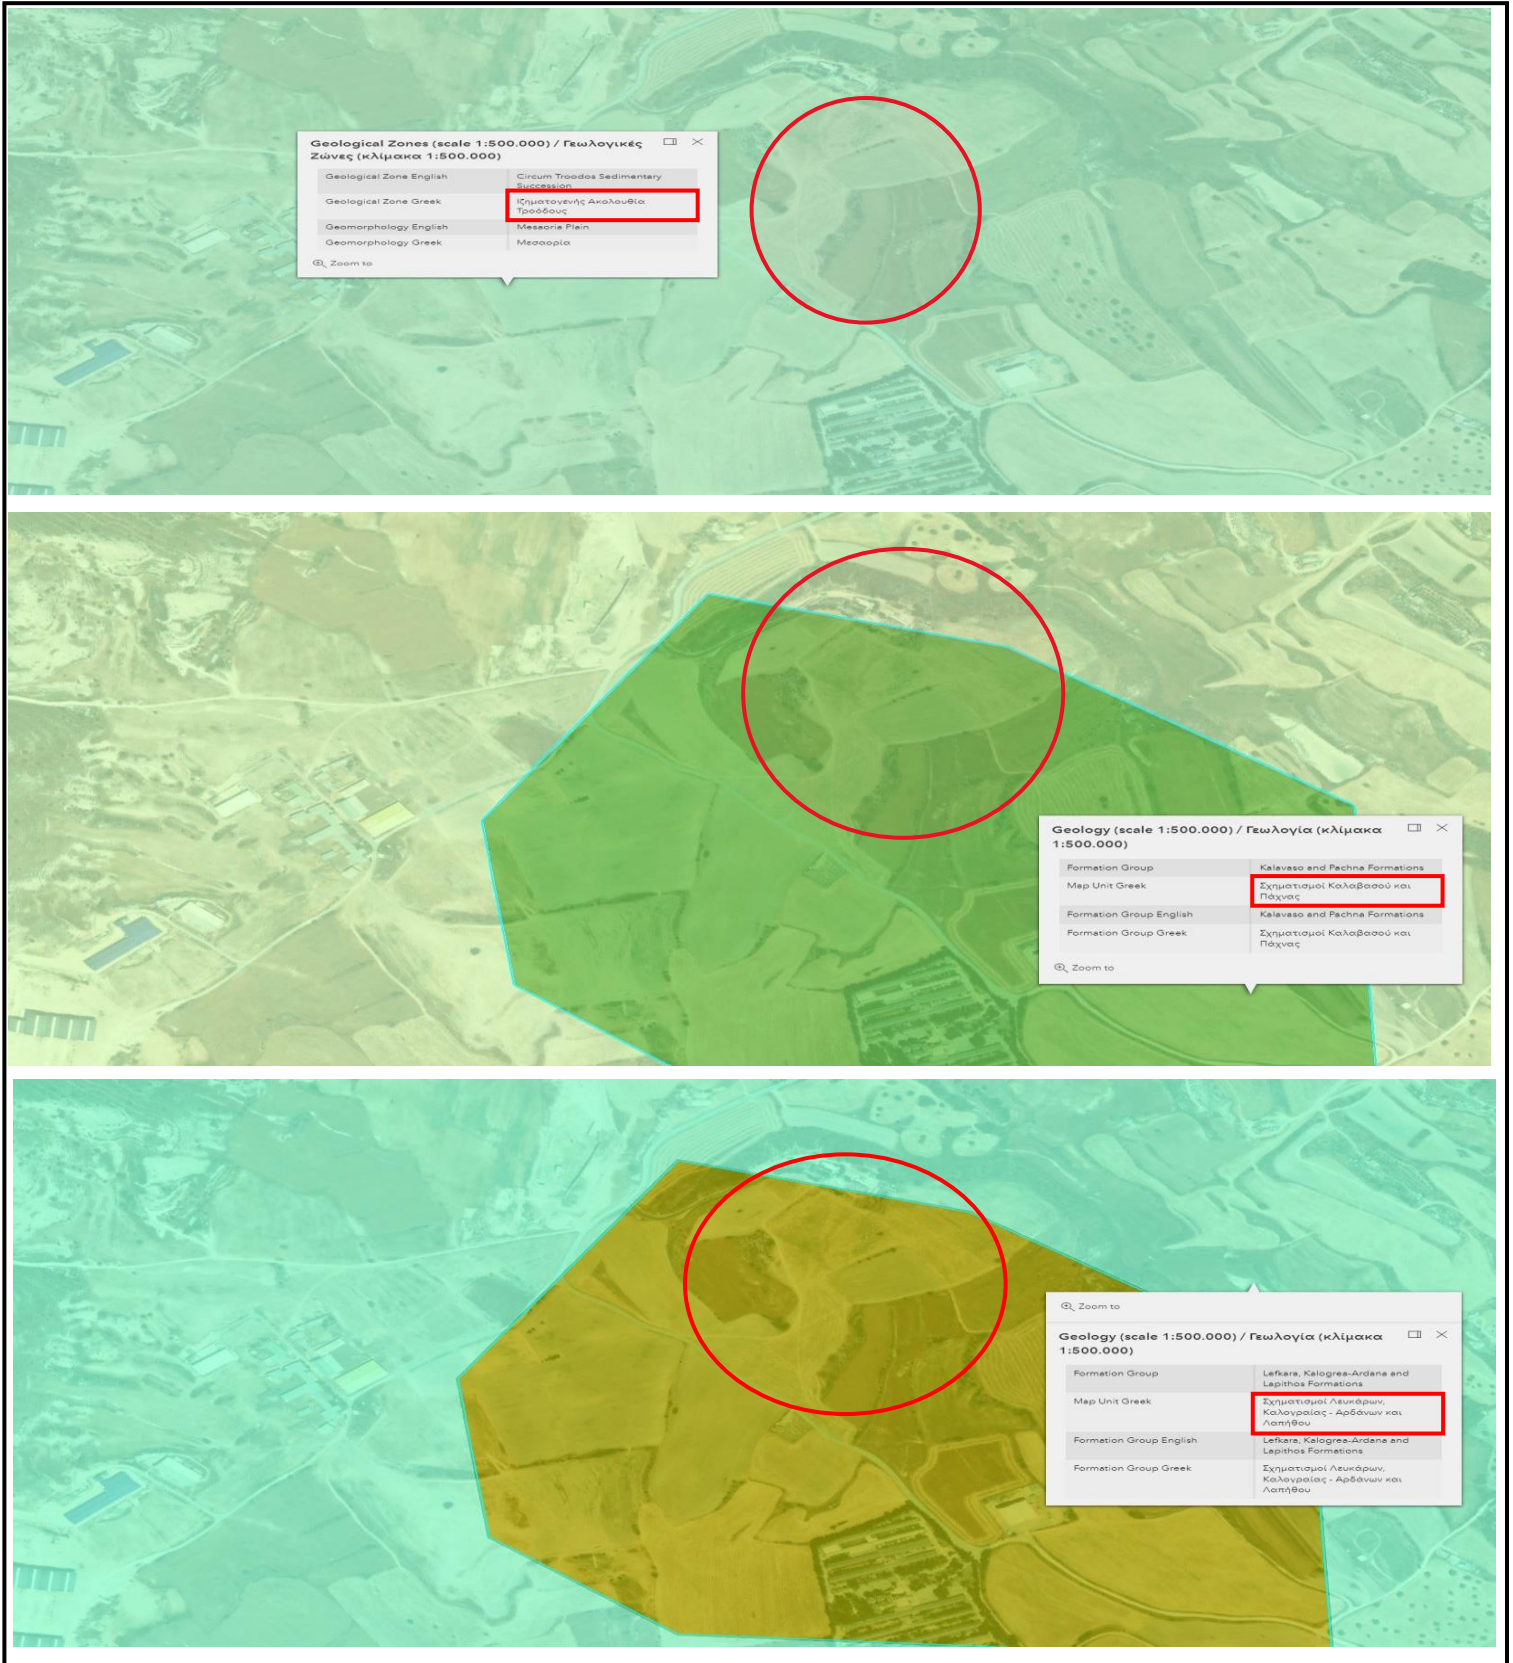 Geological Zones (scale 1:500.000) / Γεωλογικές
Ζώνες (κλίμακα 1:500.000)
Geological Zone English Circum Troodos Sedimentary
Succession
Geological Zone Greek Ιζηματογενής Ακολουθία
Τροόδους
Geomorphology English Mesaoria Plain
Geomorphology Greek Μεσαορία
Zoom to
Geology (scale 1:500.000) / Γεωλογία (κλίμακα
1:500.000)
Formation Group Kalavaso and Pachna Formations
Map Unit Greek Σχηματισμοί Καλαβασού και
Πάχνας
Formation Group English Kalavaso and Pachna Formations
Formation Group Greek Σχηματισμοί Καλαβασού και
Πάχνας
Zoom to
Zoom to
Geology (scale 1:500.000) / Γεωλογία (κλίμακα
1:500.000)
Formation Group Lefkara, Kalogrea-Ardana and
Lapithos Formations
Map Unit Greek Σχηματισμοί Λευκάρων,
Καλογραίας - Αρδάνων και
Λαπήθου
Formation Group English Lefkara, Kalogrea-Ardana and
Lapithos Formations
Formation Group Greek Σχηματισμοί Λευκάρων,
Καλογραίας - Αρδάνων και
Λαπήθου